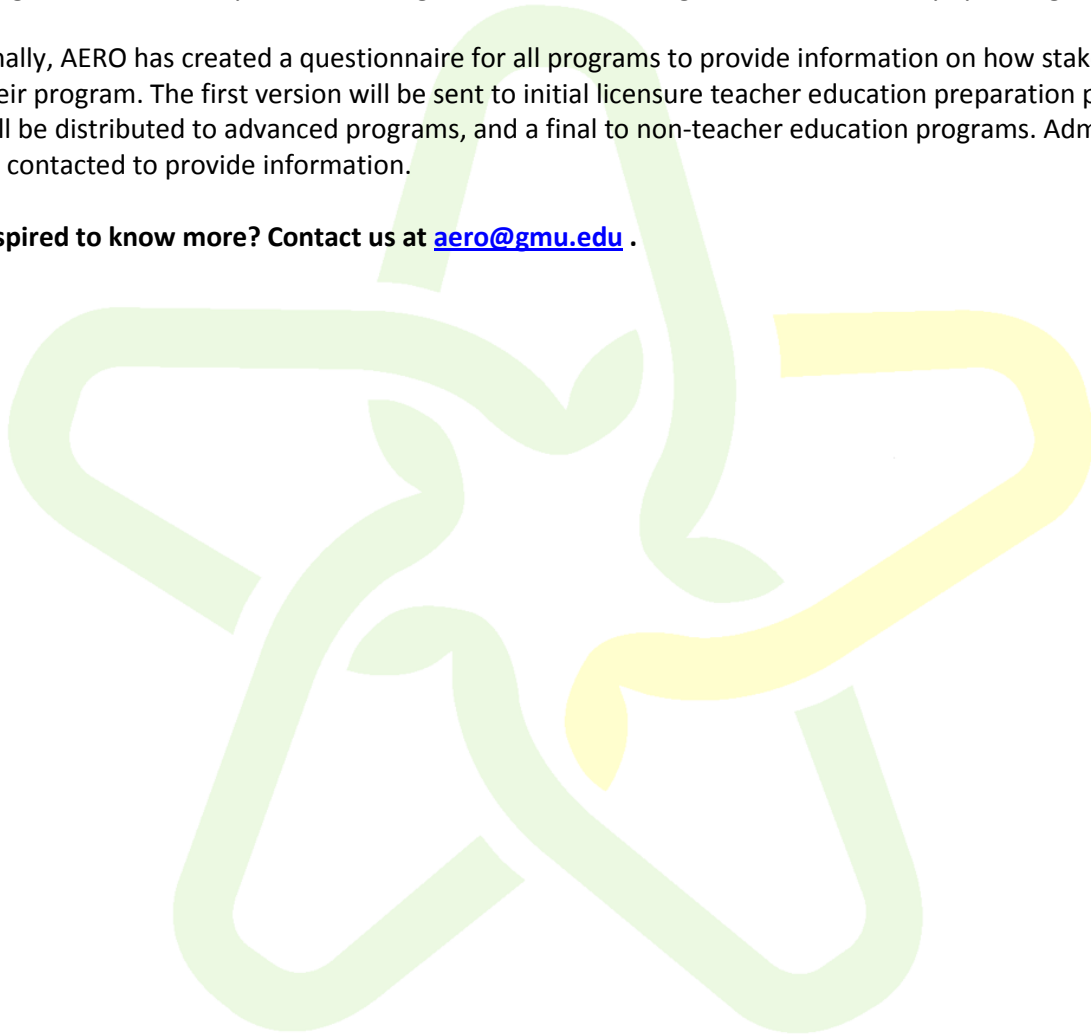 nally, AERO has created a questionnaire for all programs to provide information on how stak
eir program. The first version will be sent to initial licensure teacher education preparation p
ll be distributed to advanced programs, and a final to non-teacher education programs. Adm
contacted to provide information.
spired to know more? Contact us at aero@gmu.edu .